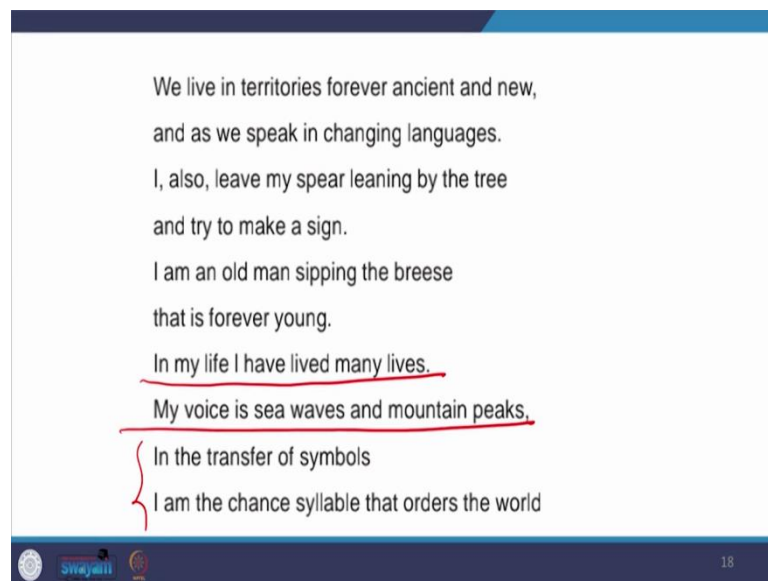 We live in territories forever ancient and new,
and as we speak in changing languages.
I, also, leave my spear leaning by the tree
and try to make a sign.
I am an old man sipping the breese
that is forever young.
In my life I have lived many lives.
My voice is sea waves and mountain peaks,
In the transfer of symbols
I am the chance syllable that orders the world
swayam
18